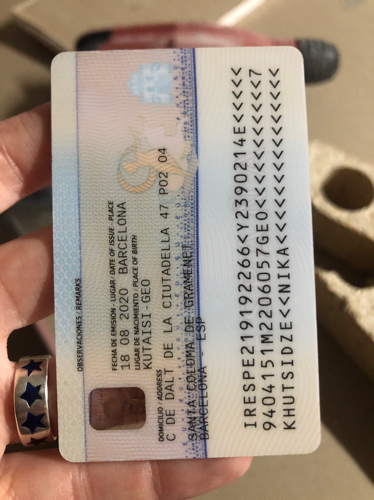 OBSERVACIONES / REMARKS
FECHA DE EMISIÓN - LUGAR / DATE OF ISSUE - PLACE
18 08 2020 BARCELONA
LUGAR DE NACIMIENTO / PLACE OF BIRTH
KUTAISI-GEO
DOMICILIO / ADDRESS
C DE DALT DE LA CIUTADELLA 47 P02 04
SANTA COLOMA DE GRAMENET
BARCELONA - ESP
IRESPE219192266<Y2390214E<<<<<
9404151M2206057GEO<<<<<<<<<<<7
KHUTSIDZE<<NIKA<<<<<<<<<<<<<<<